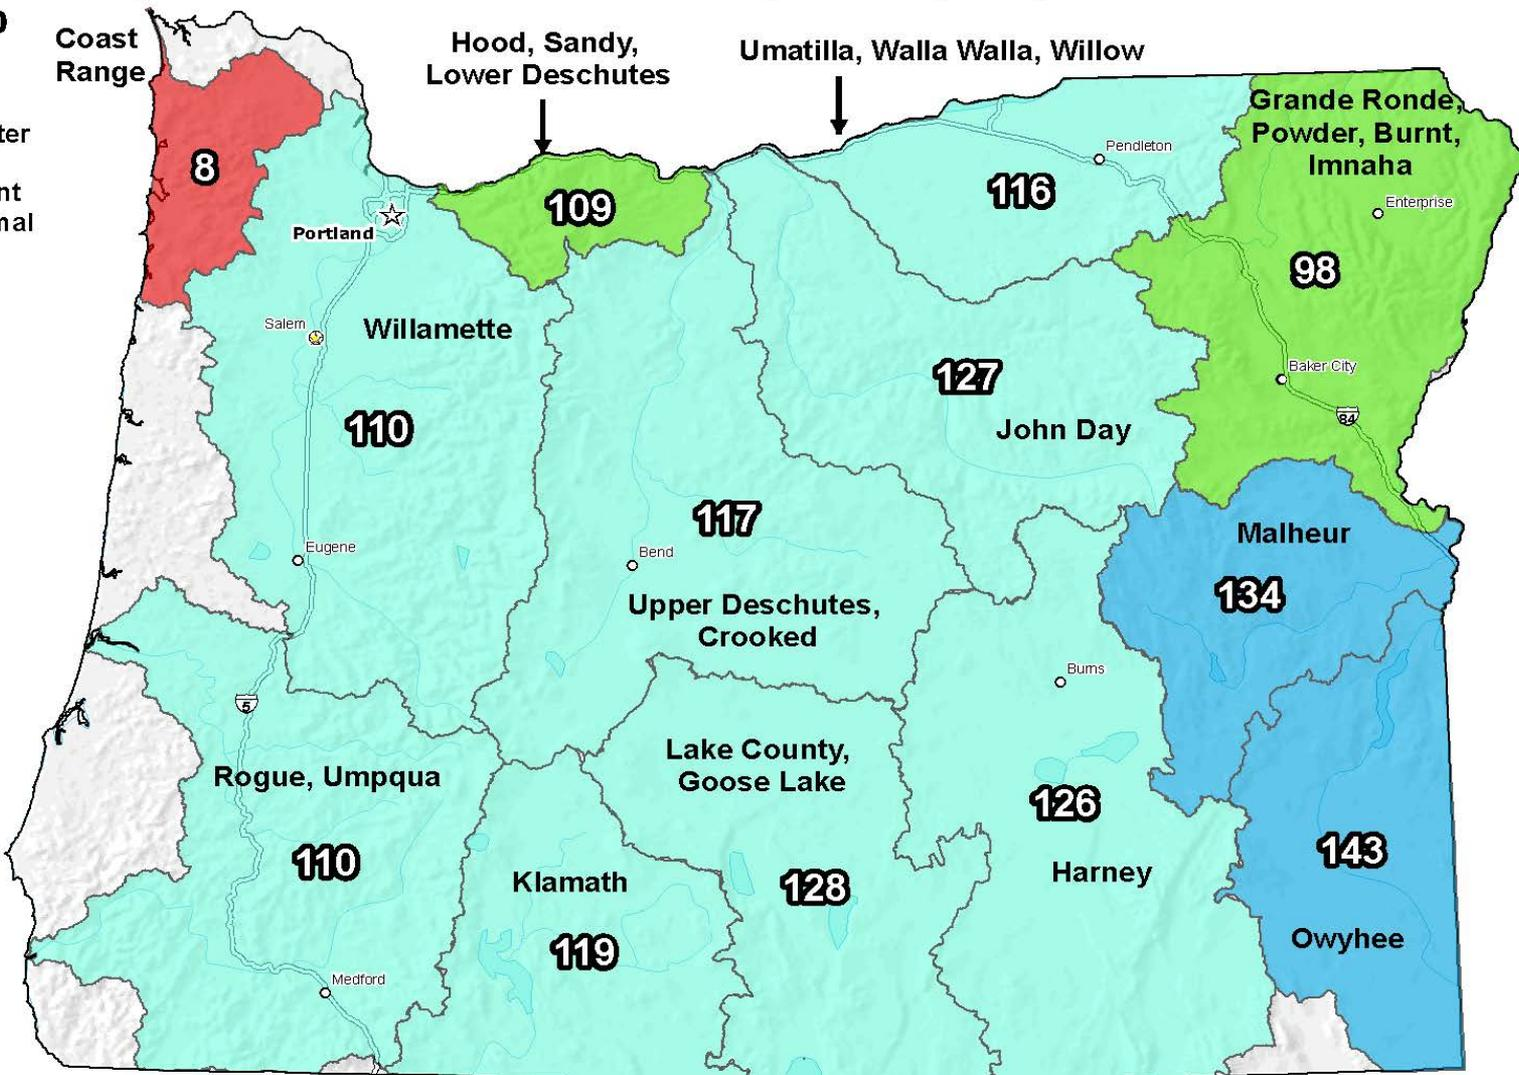 Coast
Range
Hood, Sandy,
Lower Deschutes
Umatilla, Walla Walla, Willow
Grande Ronde,
Powder, Burnt,
Imnaha
8
109
116
Pendleton
Enterprise
Portland
98
Salem
Willamette
127
Baker City
84
110
John Day
117
Malheur
Eugene
Bend
134
Upper Deschutes,
Crooked
Burns
5
Rogue, Umpqua
Lake County,
Goose Lake
126
110
Klamath
128
Harney
143
119
Owyhee
Medford